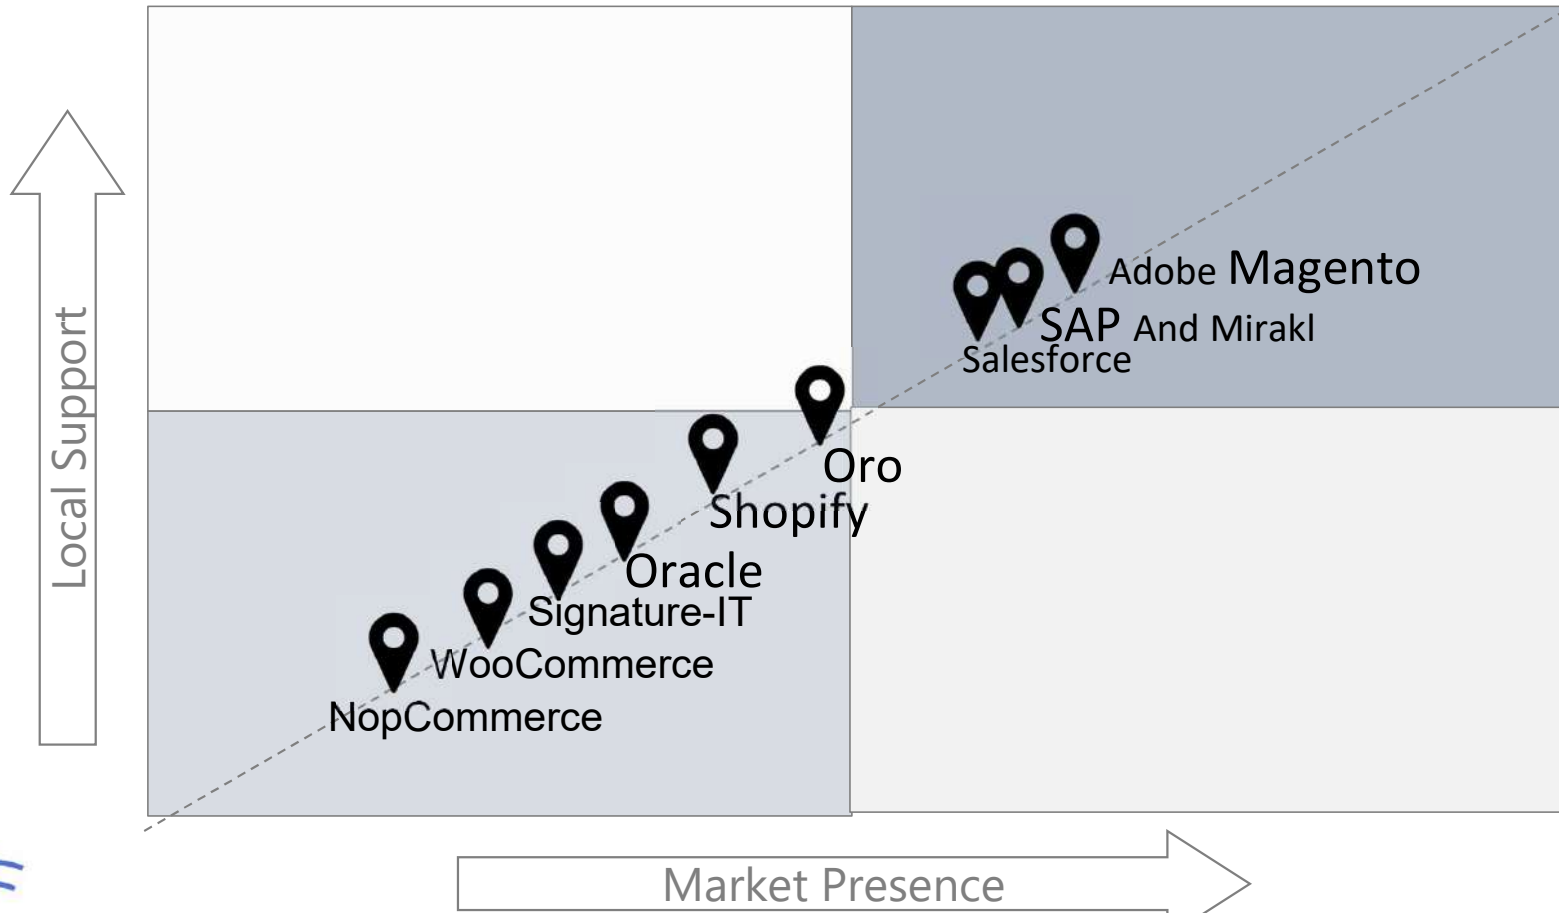 Local Support
Adobe Magento
SAP And Mirakl
Salesforce
Oro
Shopify
Oracle
Signature-IT
WooCommerce
NopCommerce
Market Presence